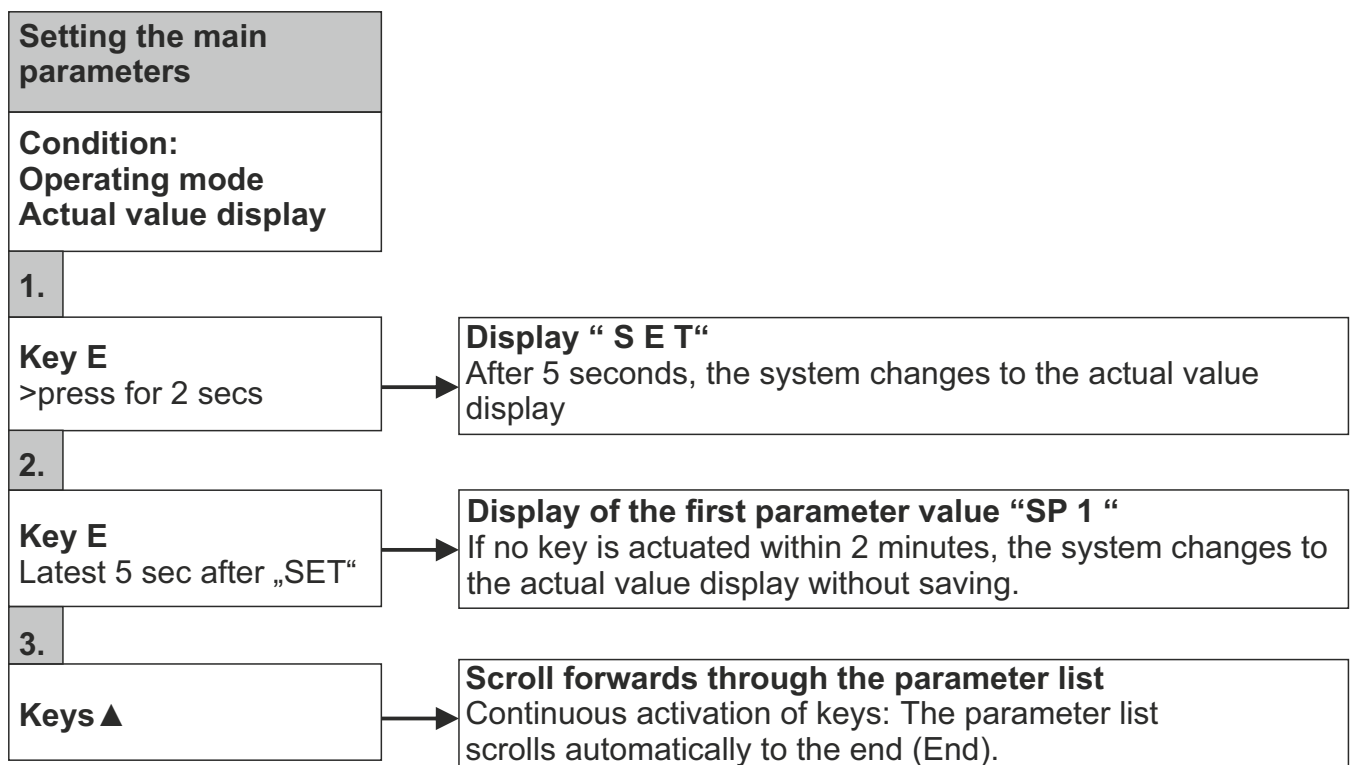 Setting the main
parameters
Condition:
Operating mode
Actual value display
1.
Key E
>press for 2 secs
Display “ S E T“
After 5 seconds, the system changes to the actual value
display
2.
Key E
Latest 5 sec after „SET“
Display of the first parameter value “SP 1 “
If no key is actuated within 2 minutes, the system changes to
the actual value display without saving.
3.
Keys▲
Scroll forwards through the parameter list
Continuous activation of keys: The parameter list
scrolls automatically to the end (End).